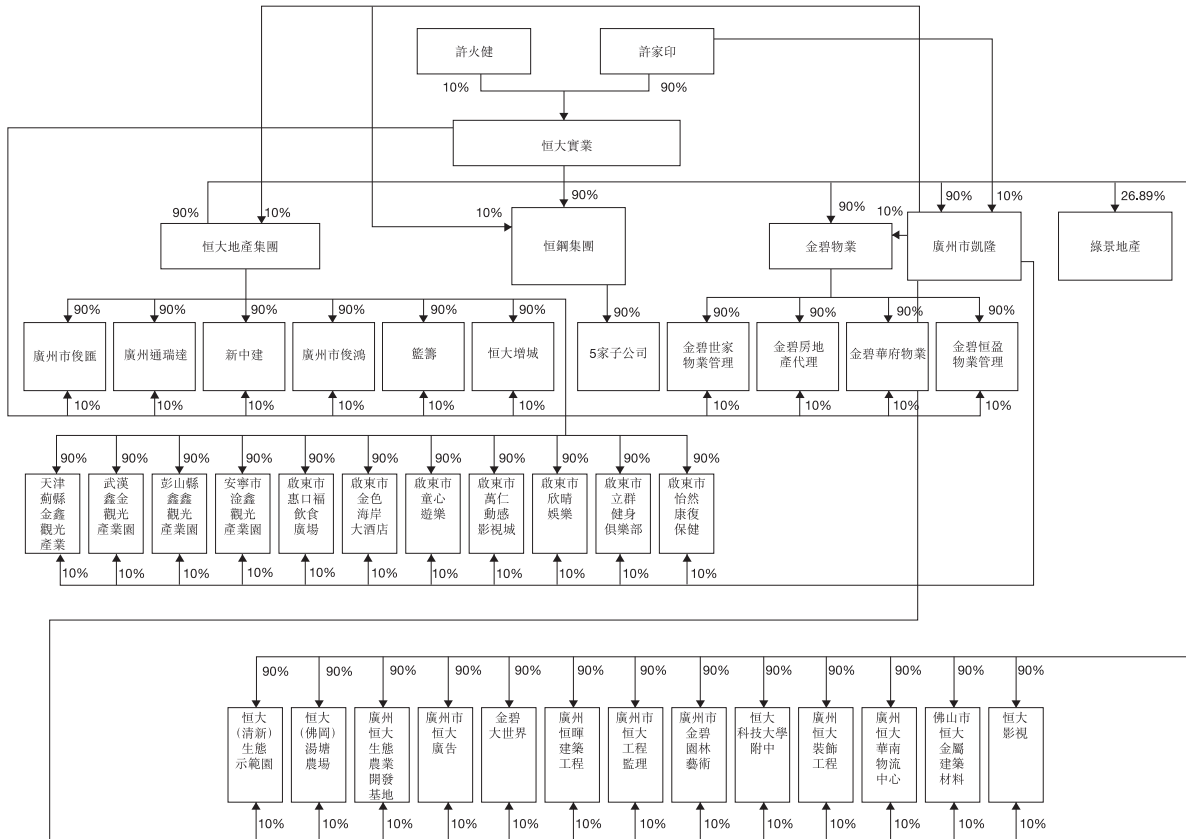 許火健
許家印
10%
90%
恒大實業
90%
10%
90%
10%
90%
10%
90%
10%
26.89%
恒大地產集團
恒鋼集團
金碧物業
廣州市凱隆
綠景地產
90%
90%
90%
90%
90%
90%
90%
90%
90%
90%
90%
廣州市俊匯
廣州通瑞達
新中建
廣州市俊鴻
籃籌
恒大增城
5家子公司
金碧世家
物業管理
金碧房地
產代理
金碧華府物業
金碧恒盈
物業管理
10%
10%
10%
10%
10%
10%
10%
10%
10%
10%
90%
90%
90%
90%
90%
90%
90%
90%
90%
90%
90%
天津
薊縣
金鑫
觀光
產業
武漢
鑫金
觀光
產業園
彭山縣
鑫鑫
觀光
產業園
安寧市
淦鑫
觀光
產業園
啟東市
惠口福
飲食
廣場
啟東市
金色
海岸
大酒店
啟東市
童心
遊樂
啟東市
萬仁
動感
影視城
啟東市
欣晴
娛樂
啟東市
立群
健身
俱樂部
啟東市
怡然
康復
保健
10%
10%
10%
10%
10%
10%
10%
10%
10%
10%
10%
90%
90%
90%
90%
90%
90%
90%
90%
90%
90%
90%
90%
90%
恒大
(清新)
生態
示範園
恒大
(佛岡)
湯塘
農場
廣州
恒大
生態
農業
開發
基地
廣州市
恒大
廣告
金碧
大世界
廣州
恒暉
建築
工程
廣州市
恒大
工程
監理
廣州市
金碧
園林
藝術
恒大
科技大學
附中
廣州
恒大
裝飾
工程
廣州
恒大
華南
物流
中心
佛山市
恒大
金屬
建築
材料
恒大
影視
10%
10%
10%
10%
10%
10%
10%
10%
10%
10%
10%
10%
10%